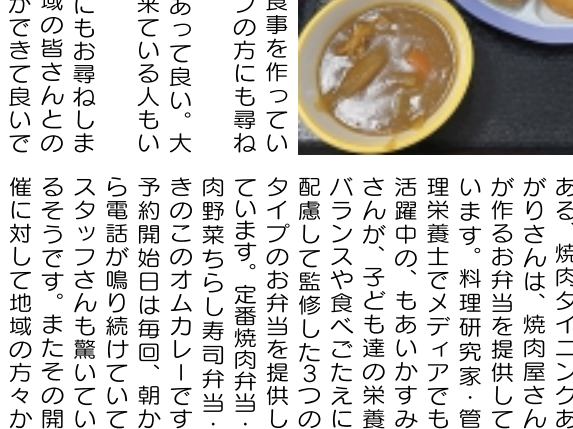 食事を作ってい
フの方にも尋ね
あって良い。大
来ている人もい
にもお尋ねしま
域の皆さんとの
ができて良いで
ある、焼肉ダイニングあ
がりさんは、焼肉屋さん
が作るお弁当を提供して
います。料理研究家・管
理栄養士でメディアでも
活躍中の、もあいかすみ
さんが、子ども達の栄養
バランスや食べごたえに
配慮して監修した3つの
タイプのお弁当を提供し
ています。定番焼肉弁当・
肉野菜ちらし寿司弁当・
きのこのオムカレーです
予約開始日は毎回、朝か
ら電話が鳴り続けていて
スタッフさんも驚いてい
るそうです。またその開
催に対して地域の方々か